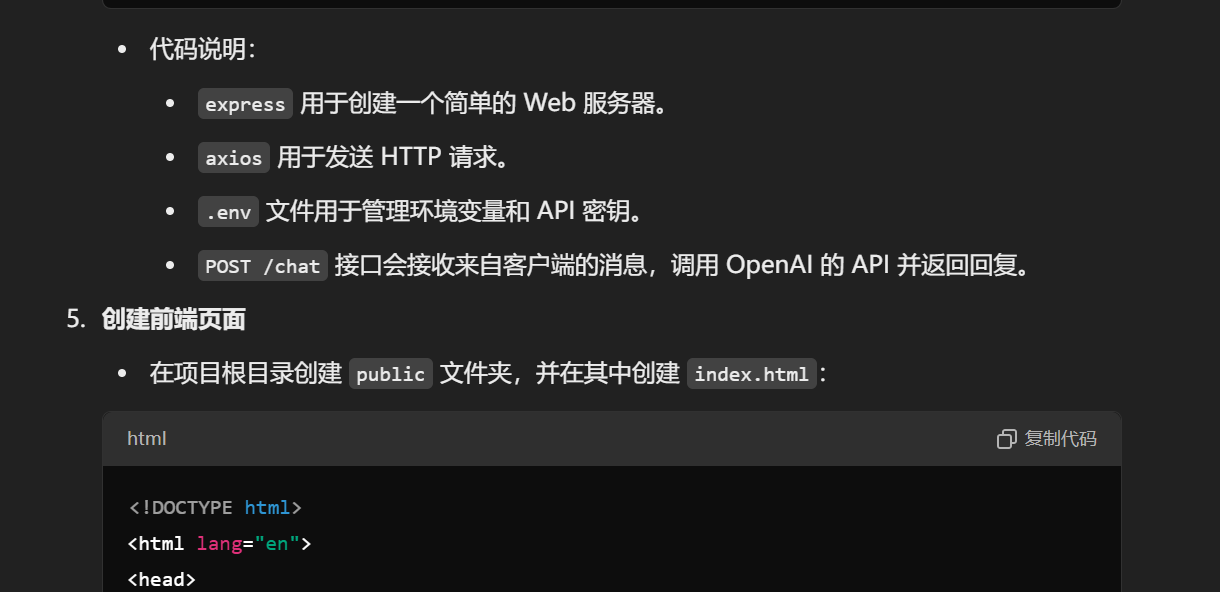 代码说明：
express 用于创建一个简单的 Web 服务器。
axios 用于发送 HTTP 请求。
.env 文件用于管理环境变量和 API 密钥。
POST /chat 接口会接收来自客户端的消息，调用 OpenAI 的 API 并返回回复。
5. 创建前端页面
在项目根目录创建 public 文件夹，并在其中创建 index.html：
html 复制代码
<!DOCTYPE html>
<html lang="en">
<head>